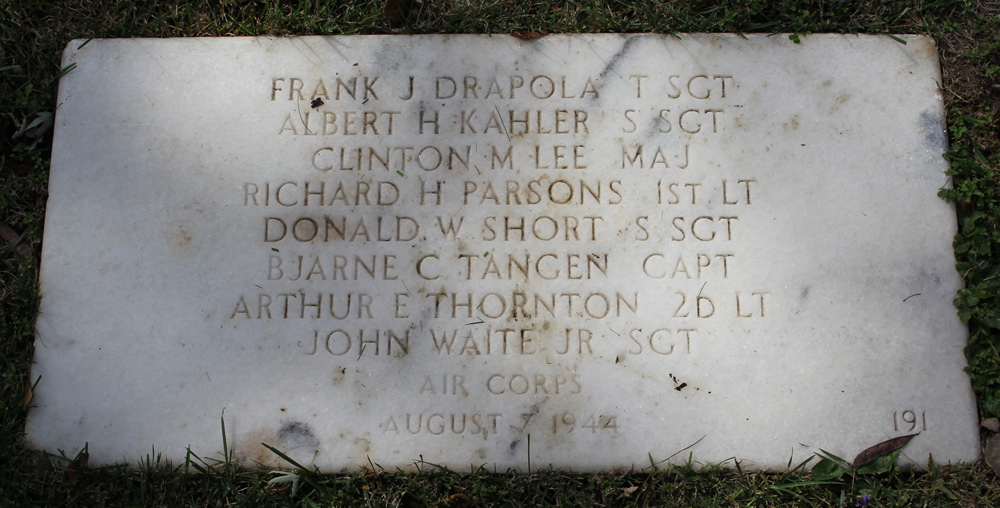 FRANK J DRAPOLA T SGT
ALBERT H KAHLER S SGT
CLINTON M LEE MAJ
RICHARD H PARSONS 1ST LT
DONALD W SHORT S SGT
BJARNE C TANGEN CAPT
ARTHUR E THORNTON 2D LT
JOHN WAITE JR SGT
AIR CORPS
AUGUST 7 1944
191